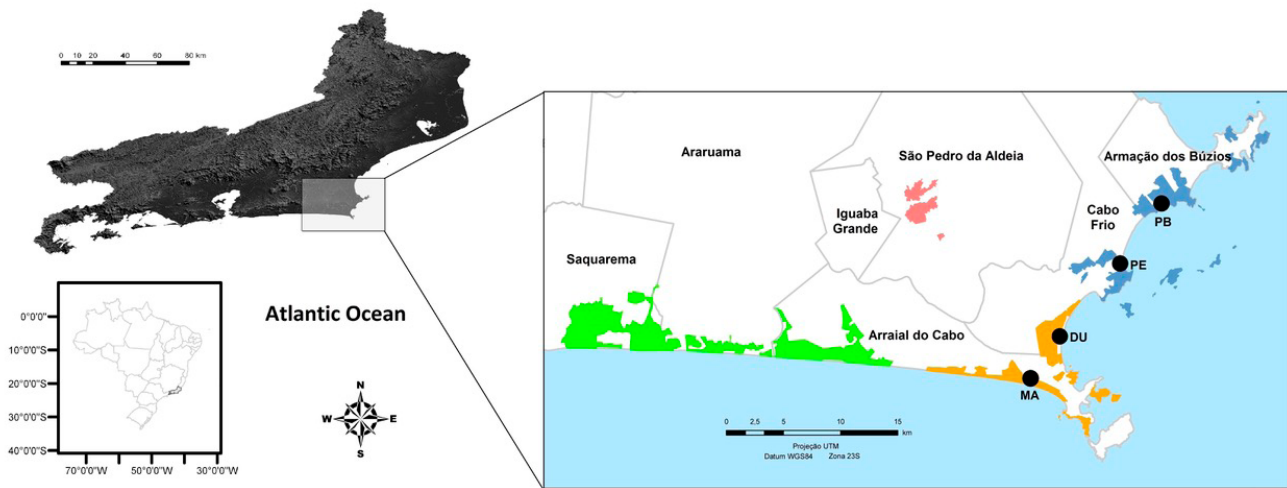 0 10 20 40 60 80 km
Atlantic Ocean
N
W E
S
0°0'0"
10°0'0"S
20°0'0"S
30°0'0"S
40°0'0"S
70°0'0"W 50°0'0"W 30°0'0"W
Araruama
São Pedro da Aldeia
Armação dos Búzios
Iguaba
Grande
Cabo
Frio
PB
PE
Saquarema
Arraial do Cabo
DU
MA
0 2,5 5 10 15
km
Projeção UTM
Datum WGS84 Zona 23S